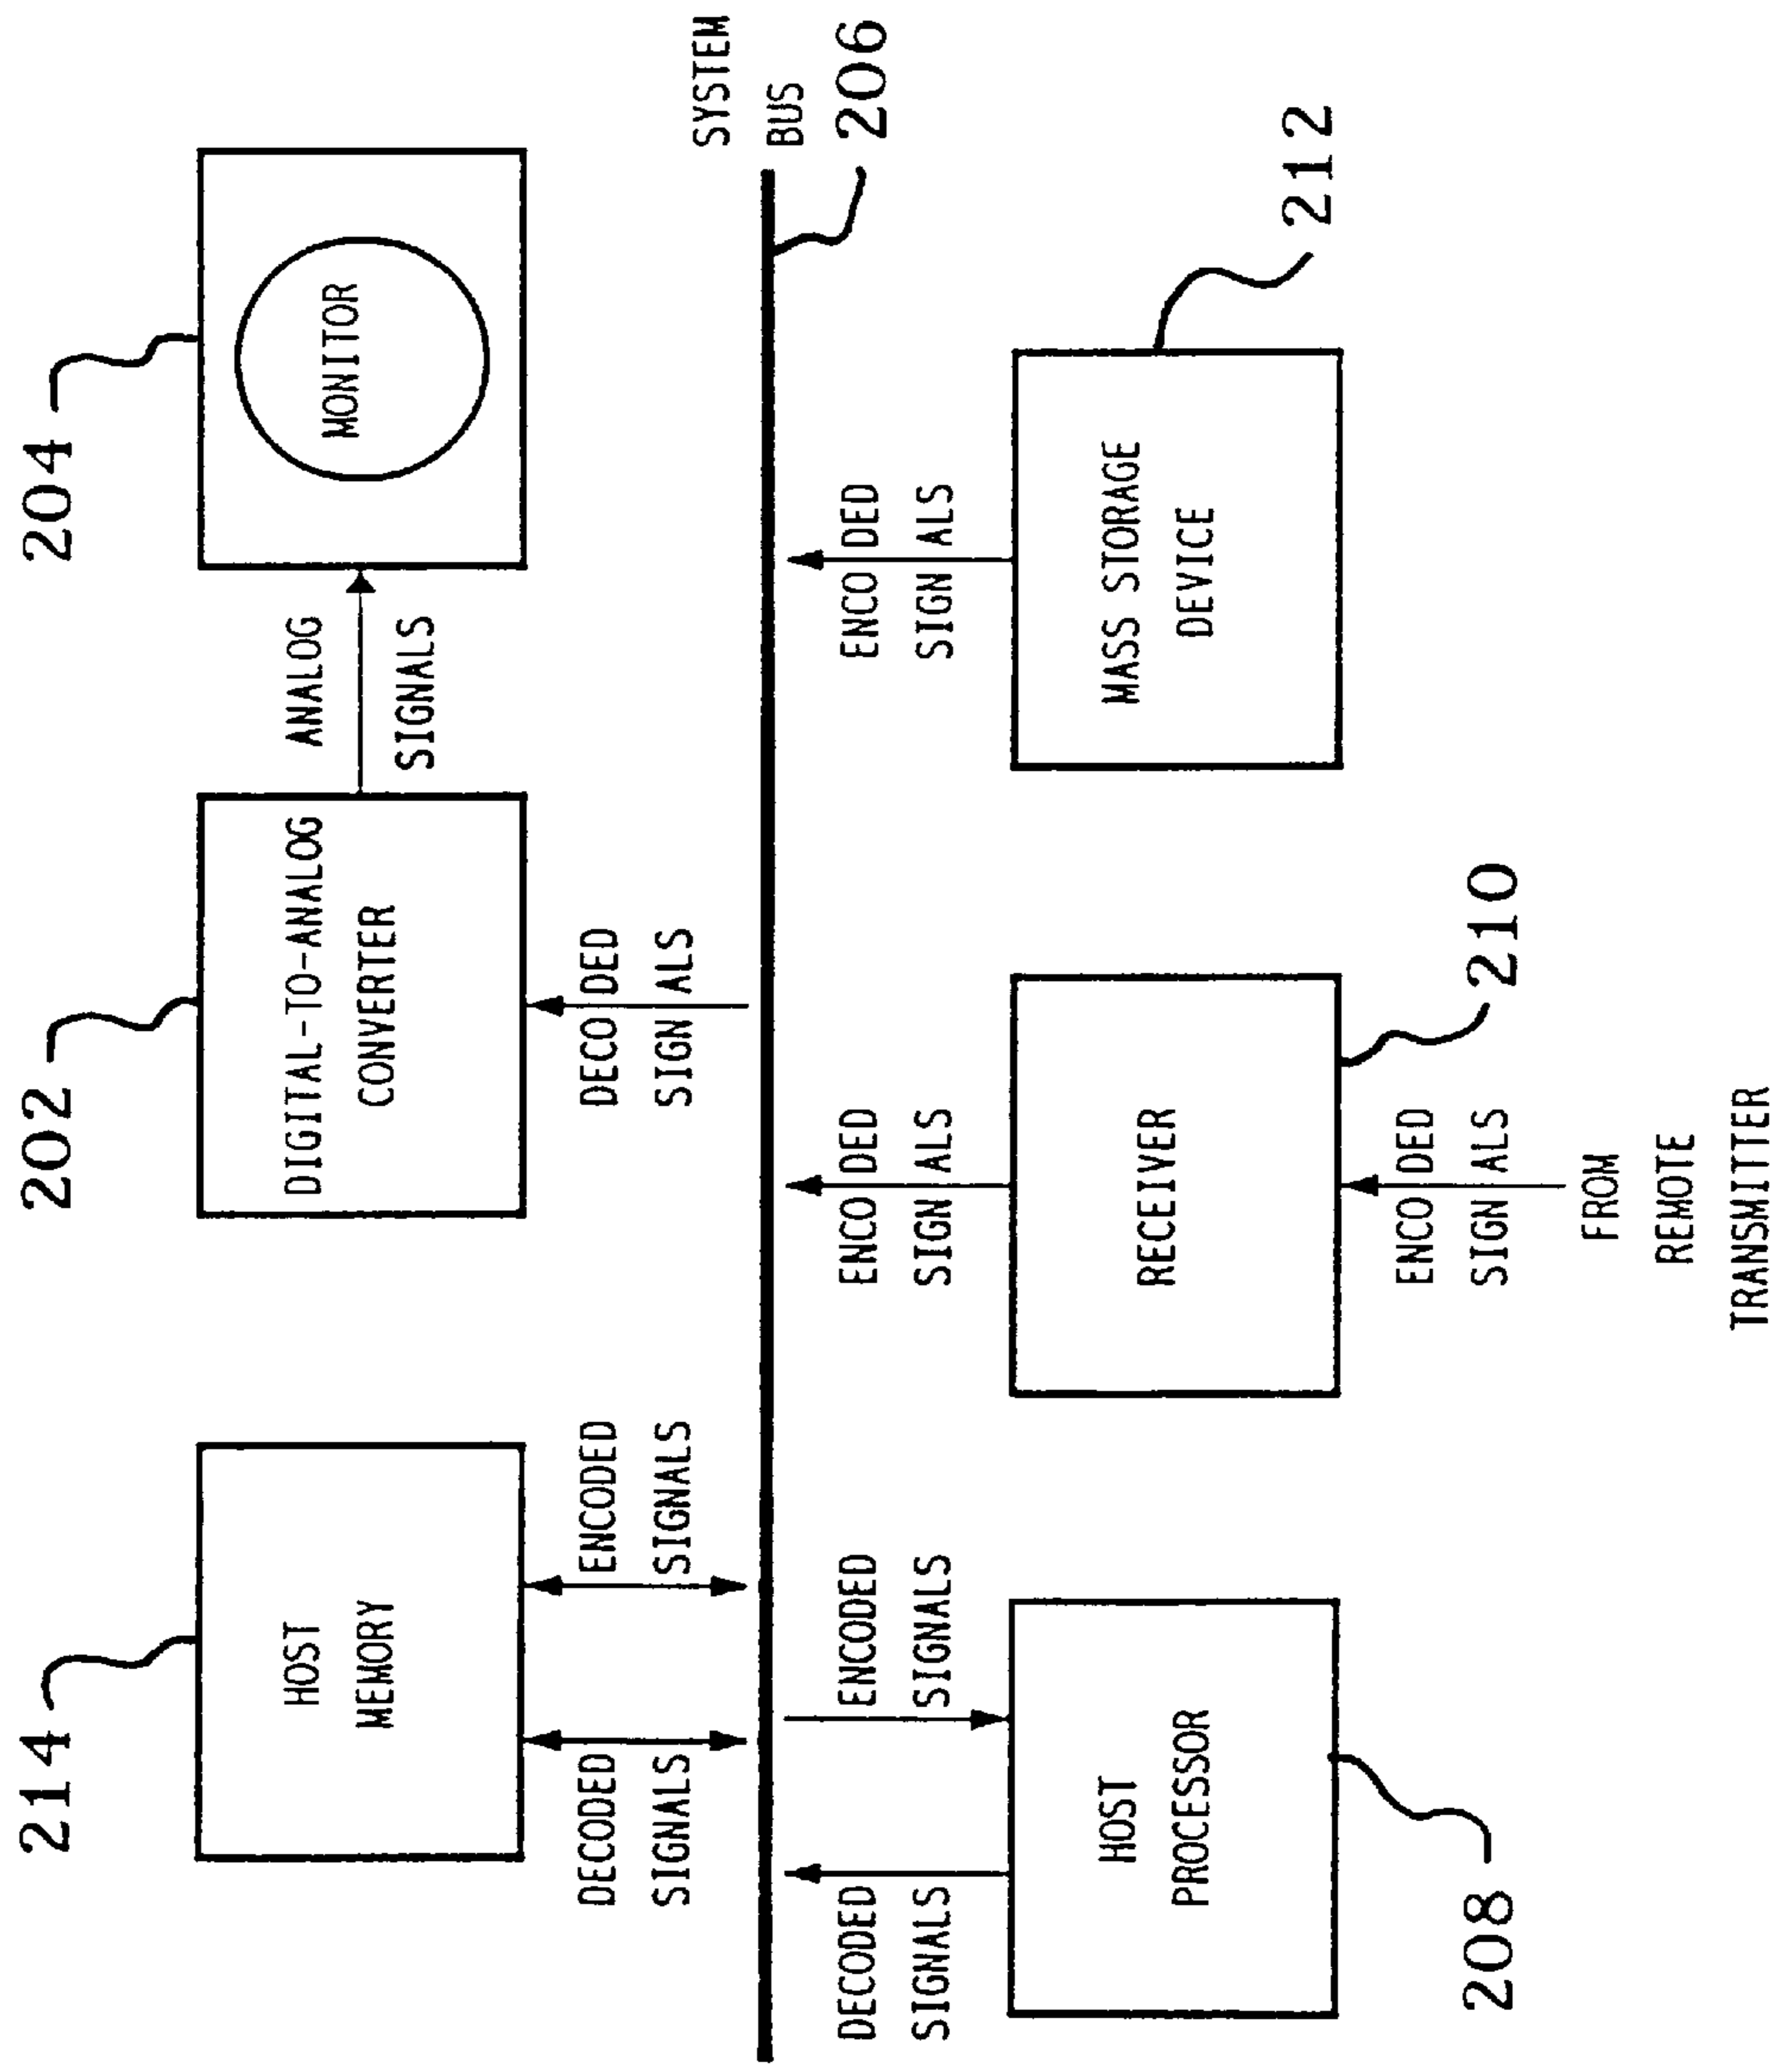 214
202
204
HOST
MEMORY
DIGITAL-TO-ANALOG
CONVERTER
ANALOG
SIGNALS
MONITOR
DECODED
SIGNALS
ENCODED
SIGNALS
DECODED
SIGNALS
SYSTEM
BUS
206
DECODED
SIGNALS
ENCODED
SIGNALS
ENCODED
SIGNALS
ENCODED
SIGNALS
HOST
PROCESSOR
RECEIVER
MASS STORAGE
DEVICE
212
208
210
ENCODED
SIGNALS
FROM
REMOTE
TRANSMITTER